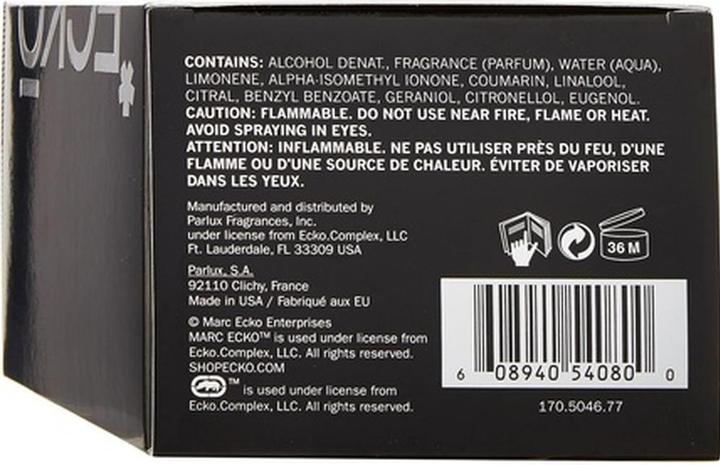 ECKO
CONTAINS: ALCOHOL DENAT., FRAGRANCE (PARFUM), WATER (AQUA),
LIMONENE, ALPHA-ISOMETHYL IONONE, COUMARIN, LINALOOL,
CITRAL, BENZYL BENZOATE, GERANIOL, CITRONELLOL, EUGENOL.
CAUTION: FLAMMABLE. DO NOT USE NEAR FIRE, FLAME OR HEAT.
AVOID SPRAYING IN EYES.
ATTENTION: INFLAMMABLE. NE PAS UTILISER PRÈS DU FEU, D'UNE
FLAMME OU D'UNE SOURCE DE CHALEUR. ÉVITER DE VAPORISER
DANS LES YEUX.
Manufactured and distributed by
Parlux Fragrances, Inc.
under license from Ecko.Complex, LLC
Ft. Lauderdale, FL 33309 USA
Parlux, S.A.
92110 Clichy, France
Made in USA / Fabriqué aux EU
© Marc Ecko Enterprises
MARC ECKO™ is used under license from
Ecko.Complex, LLC. All rights reserved.
SHOPECKO.COM
™ is used under license from
Ecko.Complex, LLC. All rights reserved.
36 M
6 08940 54080 0
170.5046.77